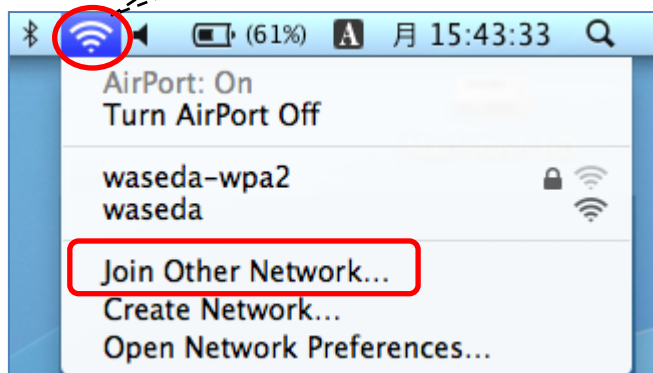 (61%) A 月 15:43:33
AirPort: On
Turn AirPort Off
waseda-wpa2
waseda
Join Other Network...
Create Network...
Open Network Preferences...